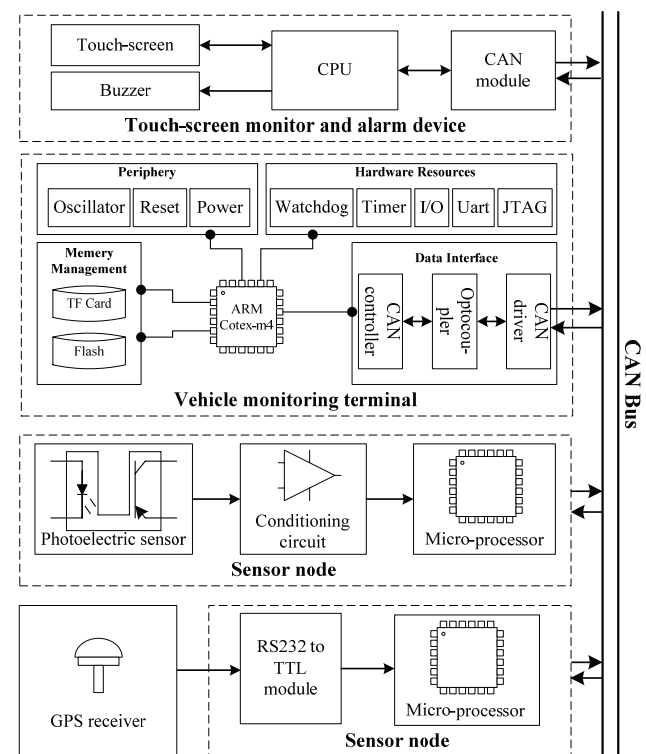 Touch-screen
Buzzer
CPU
CAN
module
Touch-screen monitor and alarm device
Periphery
Oscillator
Reset
Power
Hardware Resources
Watchdog
Timer
I/O
Uart
JTAG
Memery
Management
TF Card
Flash
ARM
Cotex-m4
Data Interface
CAN
controller
Optocou-
pler
CAN
driver
Vehicle monitoring terminal
CAN Bus
Photoelectric sensor
Conditioning
circuit
Micro-processor
Sensor node
GPS receiver
RS232 to
TTL
module
Micro-processor
Sensor node